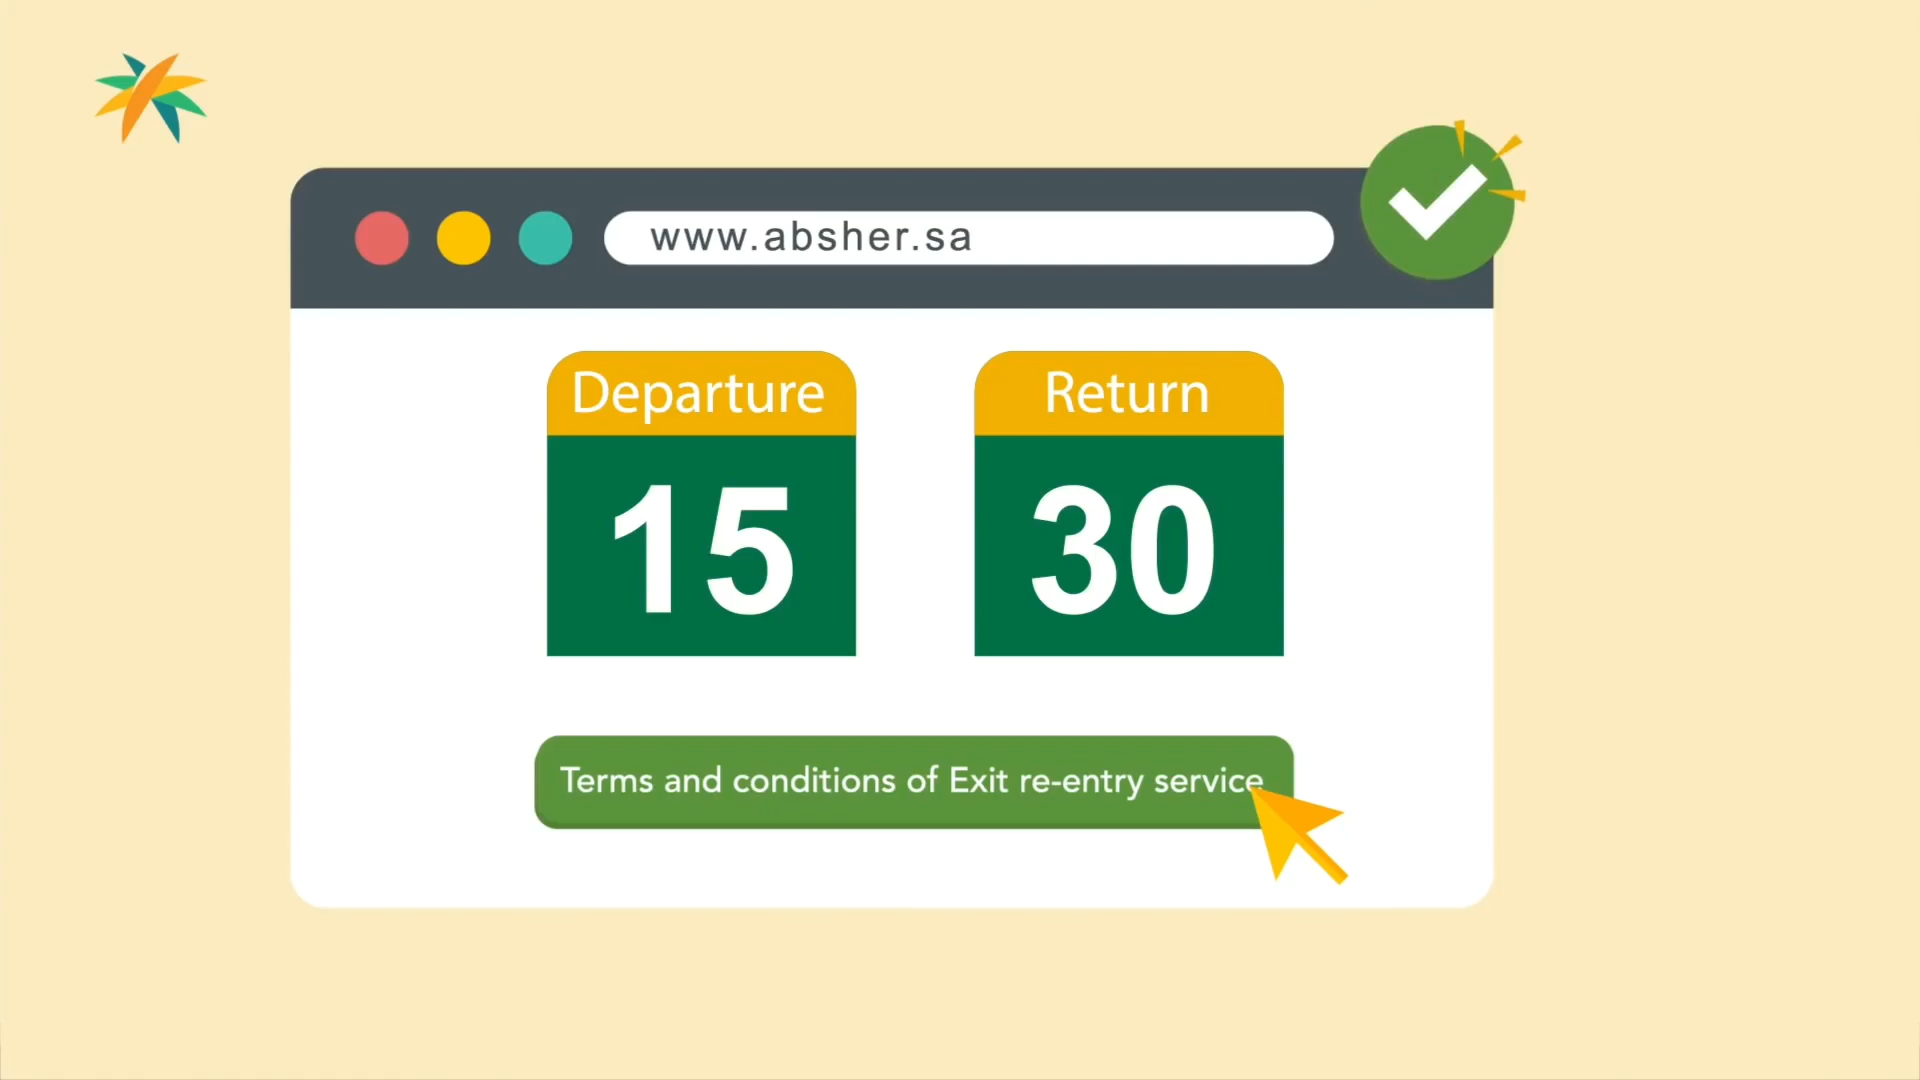 www.absher.sa
Departure
Return
15
30
Terms and conditions of Exit re-entry service